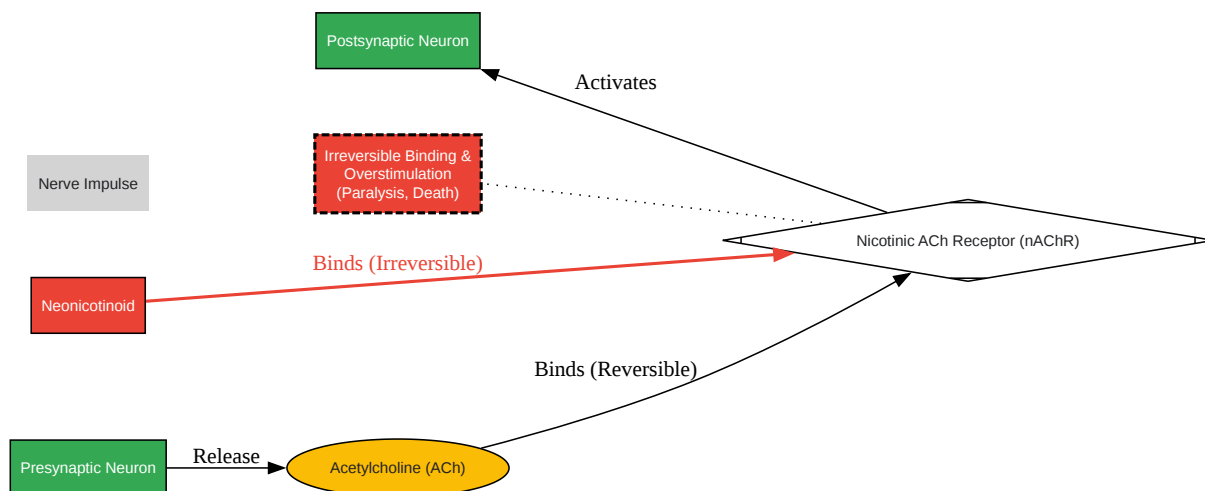 Postsynaptic Neuron
Activates
Irreversible Binding &
Overstimulation
(Paralysis, Death)
Nerve Impulse
Nicotinic ACh Receptor (nAChR)
Binds (Irreversible)
Neonicotinoid
Binds (Reversible)
Release
Presynaptic Neuron
Acetylcholine (ACh)